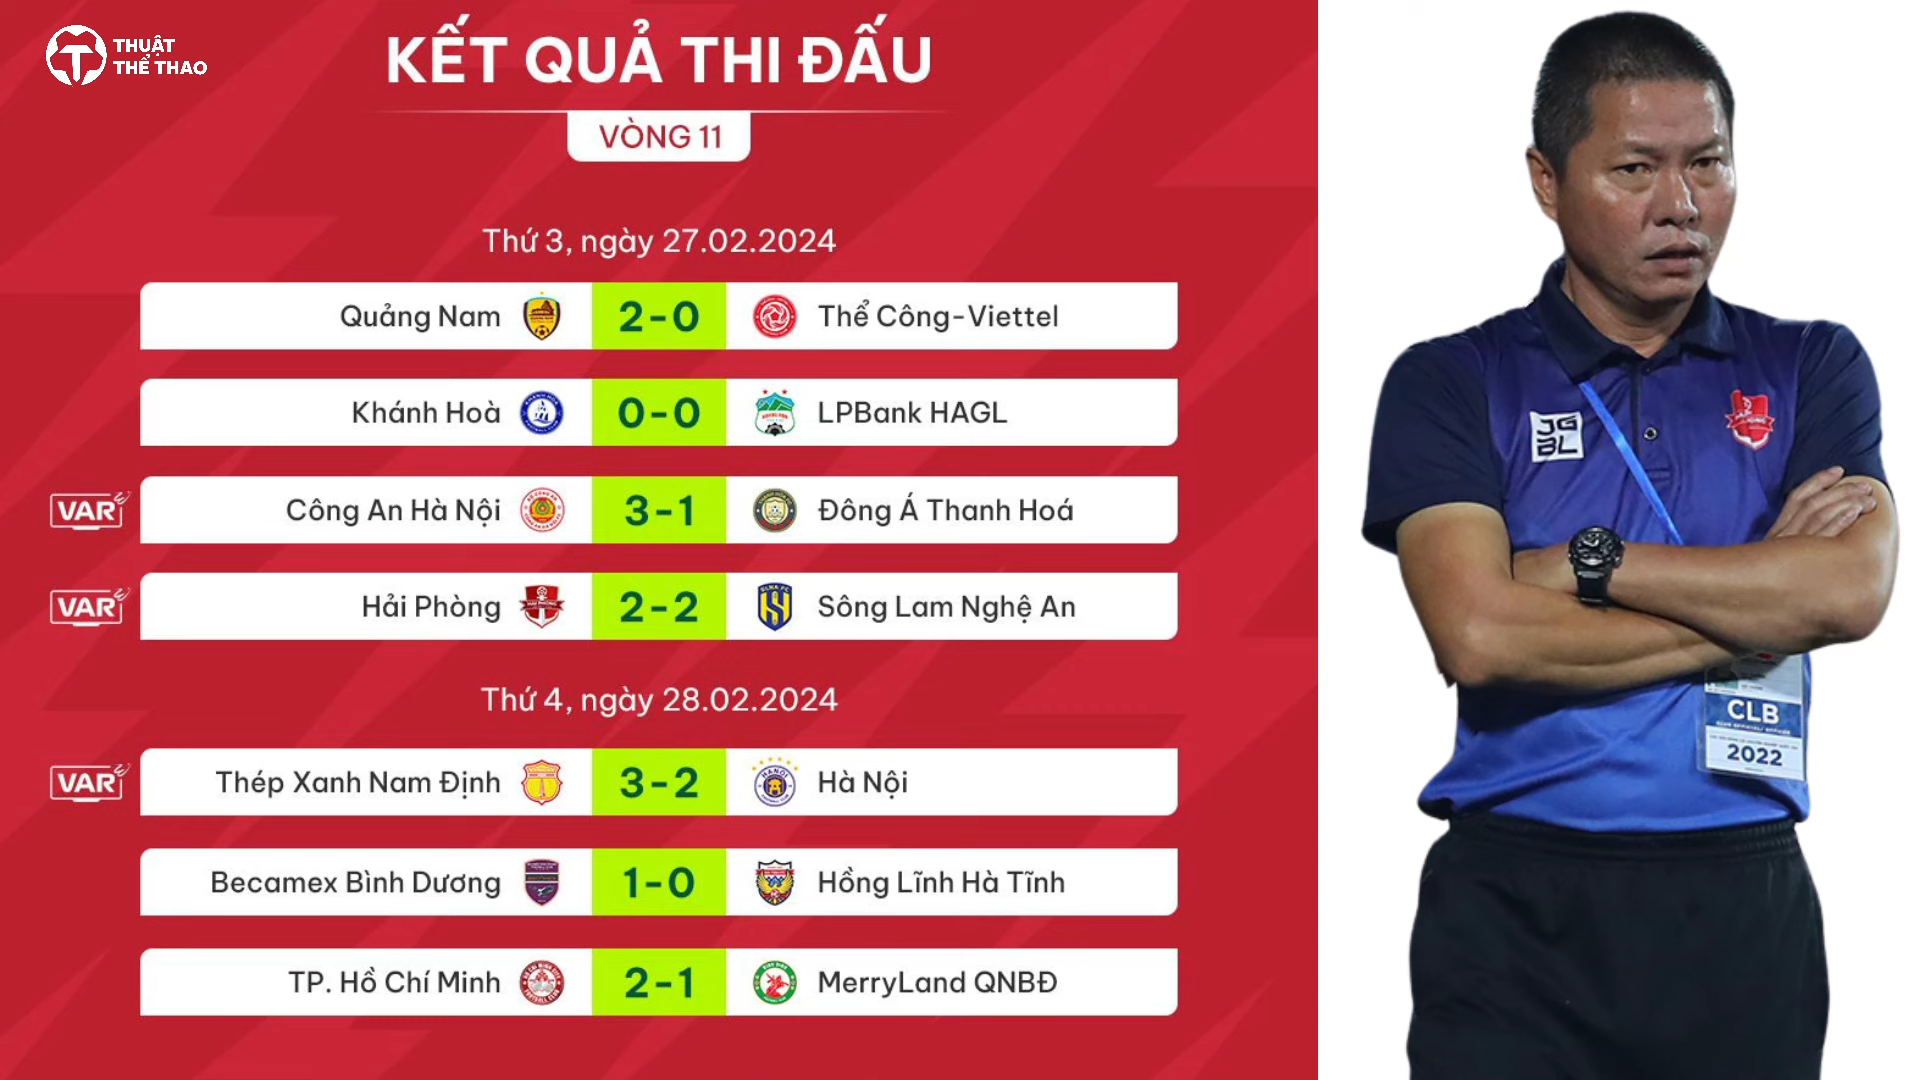 THUẬT
THỂ THAO
KẾT QUẢ THI ĐẤU
VÒNG 11
Thứ 3, ngày 27.02.2024
Quảng Nam 2-0 Thể Công-Viettel
Khánh Hoà 0-0 LPBank HAGL
VAR Công An Hà Nội 3-1 Đông Á Thanh Hoá
VAR Hải Phòng 2-2 Sông Lam Nghệ An
Thứ 4, ngày 28.02.2024
VAR Thép Xanh Nam Định 3-2 Hà Nội
Becamex Bình Dương 1-0 Hồng Lĩnh Hà Tĩnh
TP. Hồ Chí Minh 2-1 MerryLand QNBĐ
JG
BL
CLB
2022